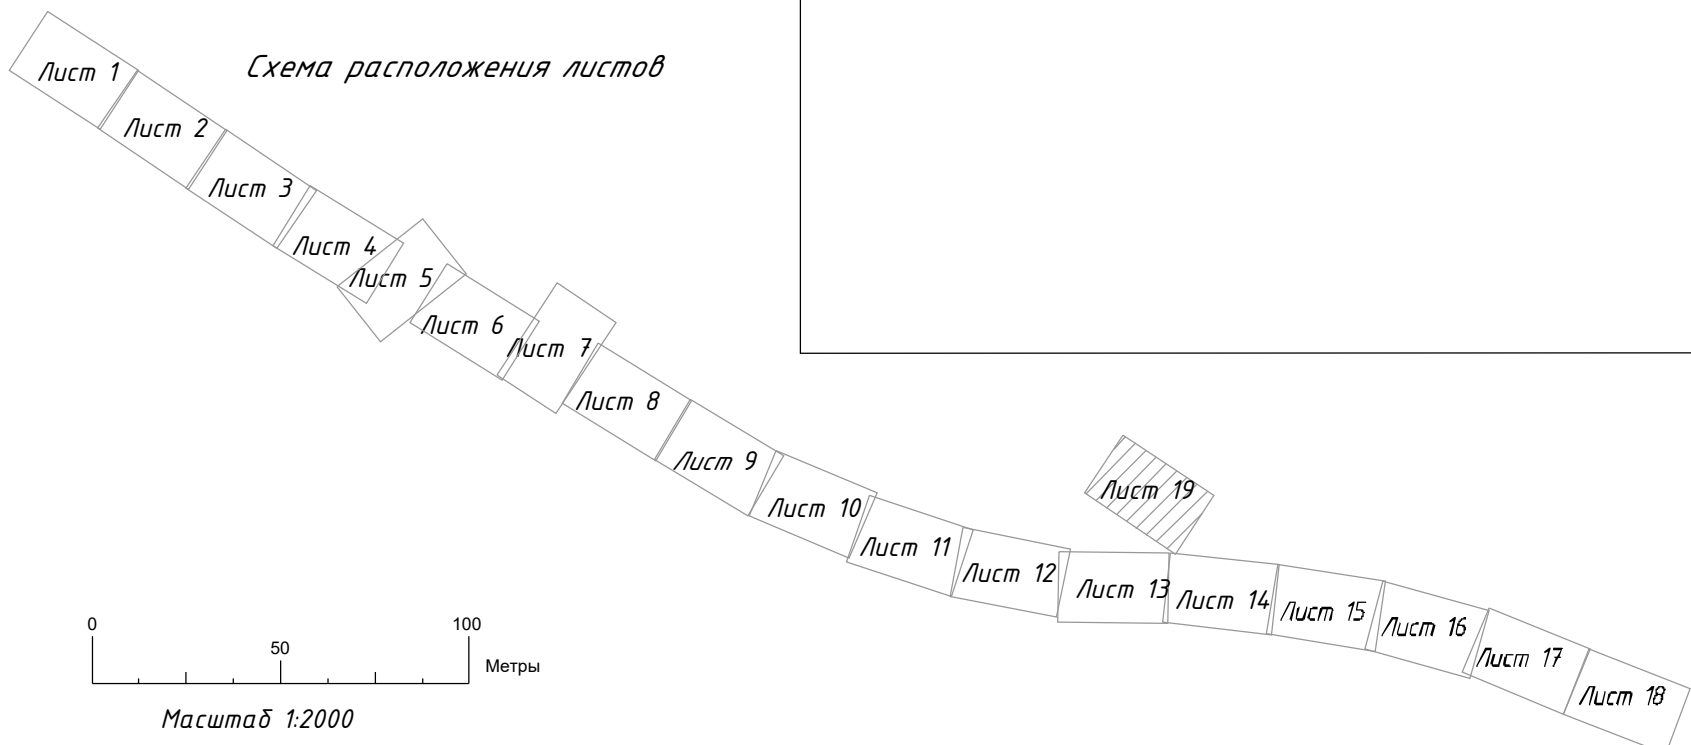 Схема расположения листов
Лист 1
Лист 2
Лист 3
Лист 4
Лист 5
Лист 6
Лист 7
Лист 8
Лист 9
Лист 10
Лист 11
Лист 12
Лист 13
Лист 14
Лист 15
Лист 16
Лист 17
Лист 18
Лист 19
0 50 100
Метры
Масштаб 1:2000